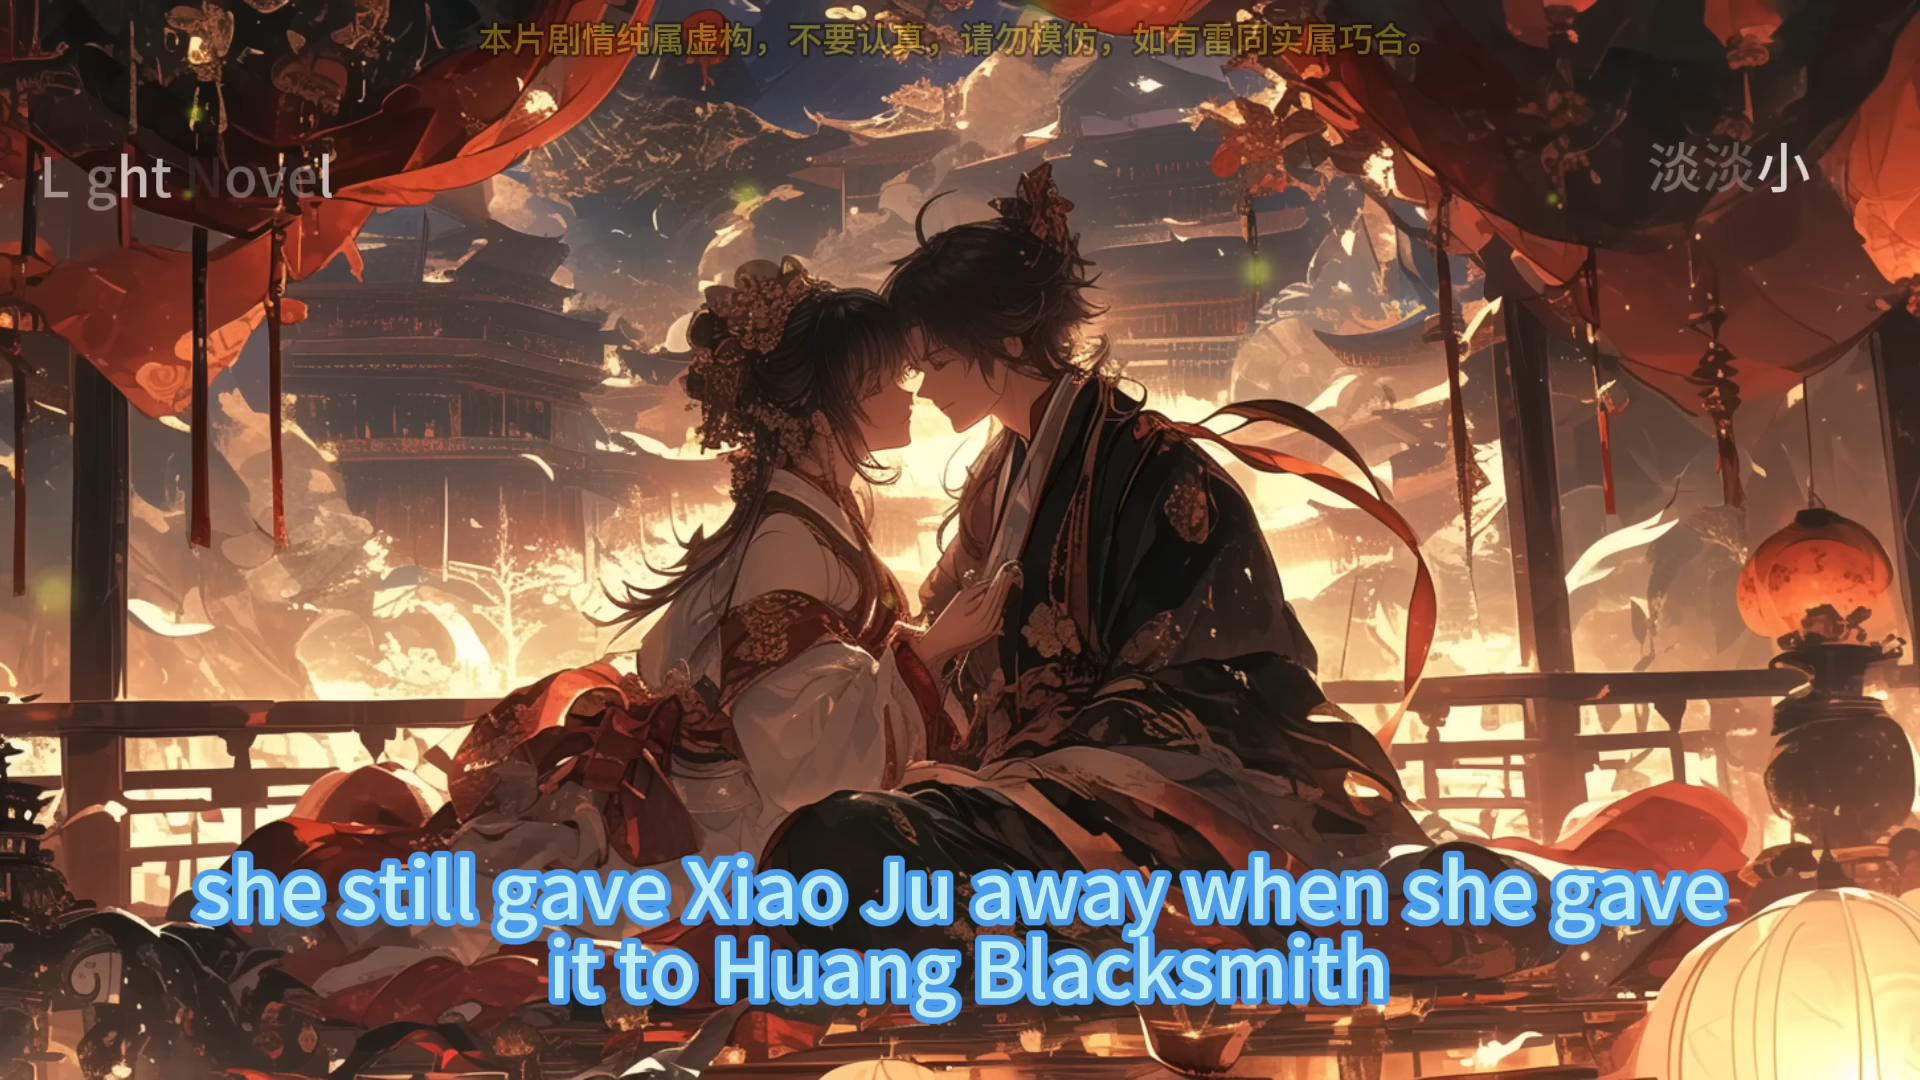 本片剧情纯属虚构，不要认真，请勿模仿，如有雷同实属巧合。
L ght Novel
淡淡小
she still gave Xiao Ju away when she gave
it to Huang Blacksmith